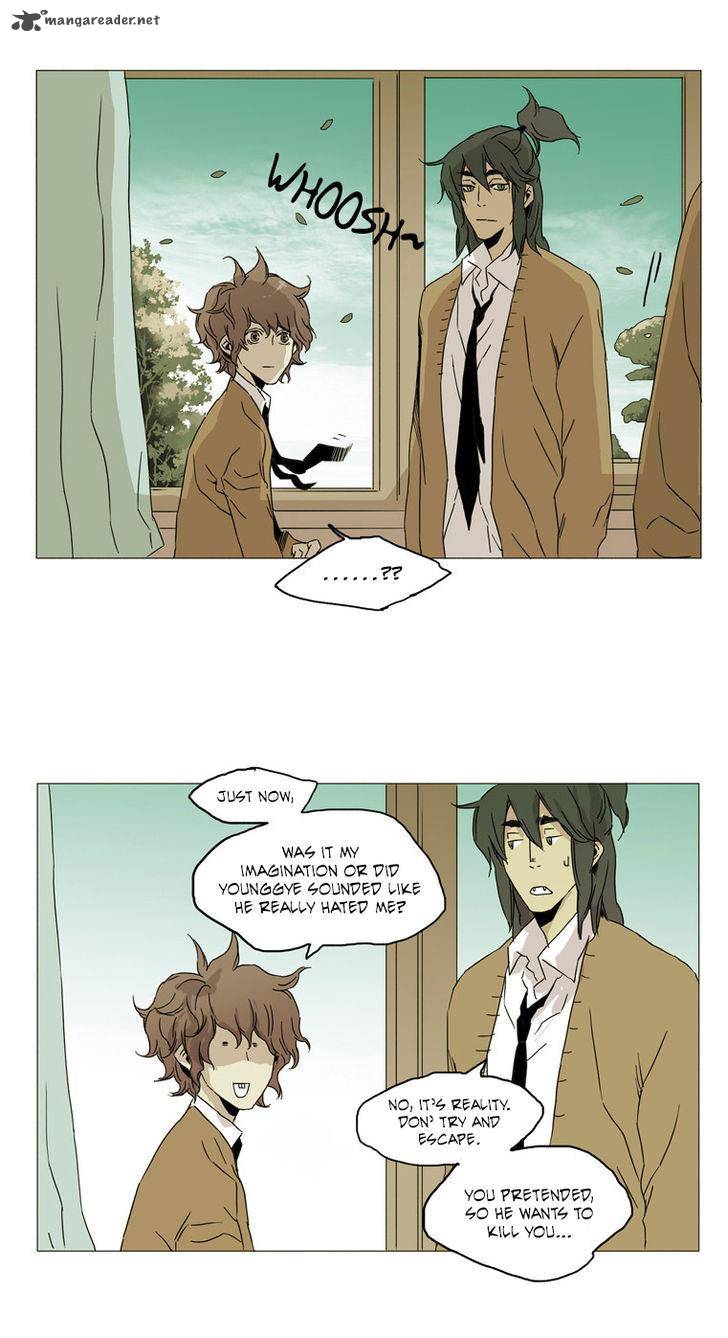 mangareader.net
WHOOSH~
......??
JUST NOW,
WAS IT MY
IMAGINATION OR DID
YOUNGGYE SOUNDED LIKE
HE REALLY HATED ME?
NO, IT'S REALITY.
DON' TRY AND
ESCAPE.
YOU PRETENDED,
SO HE WANTS TO
KILL YOU...